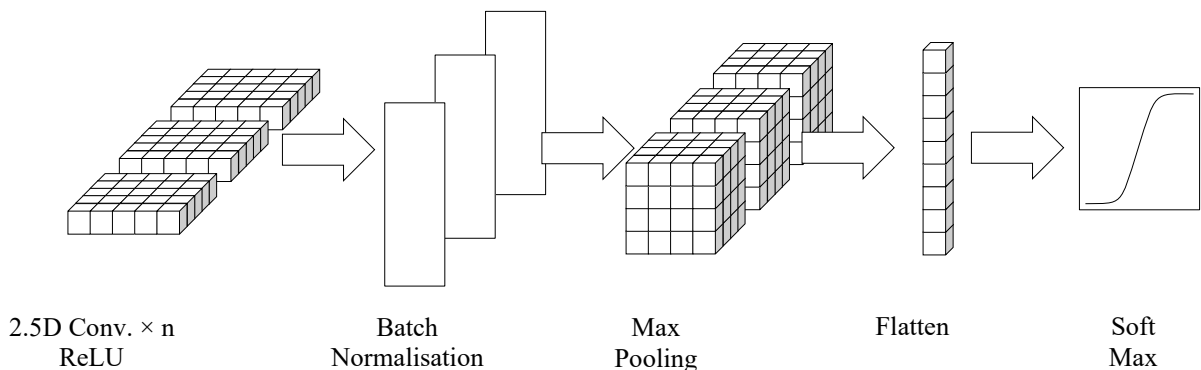 2.5D Conv. × n
ReLU
Batch
Normalisation
Max
Pooling
Flatten
Soft
Max